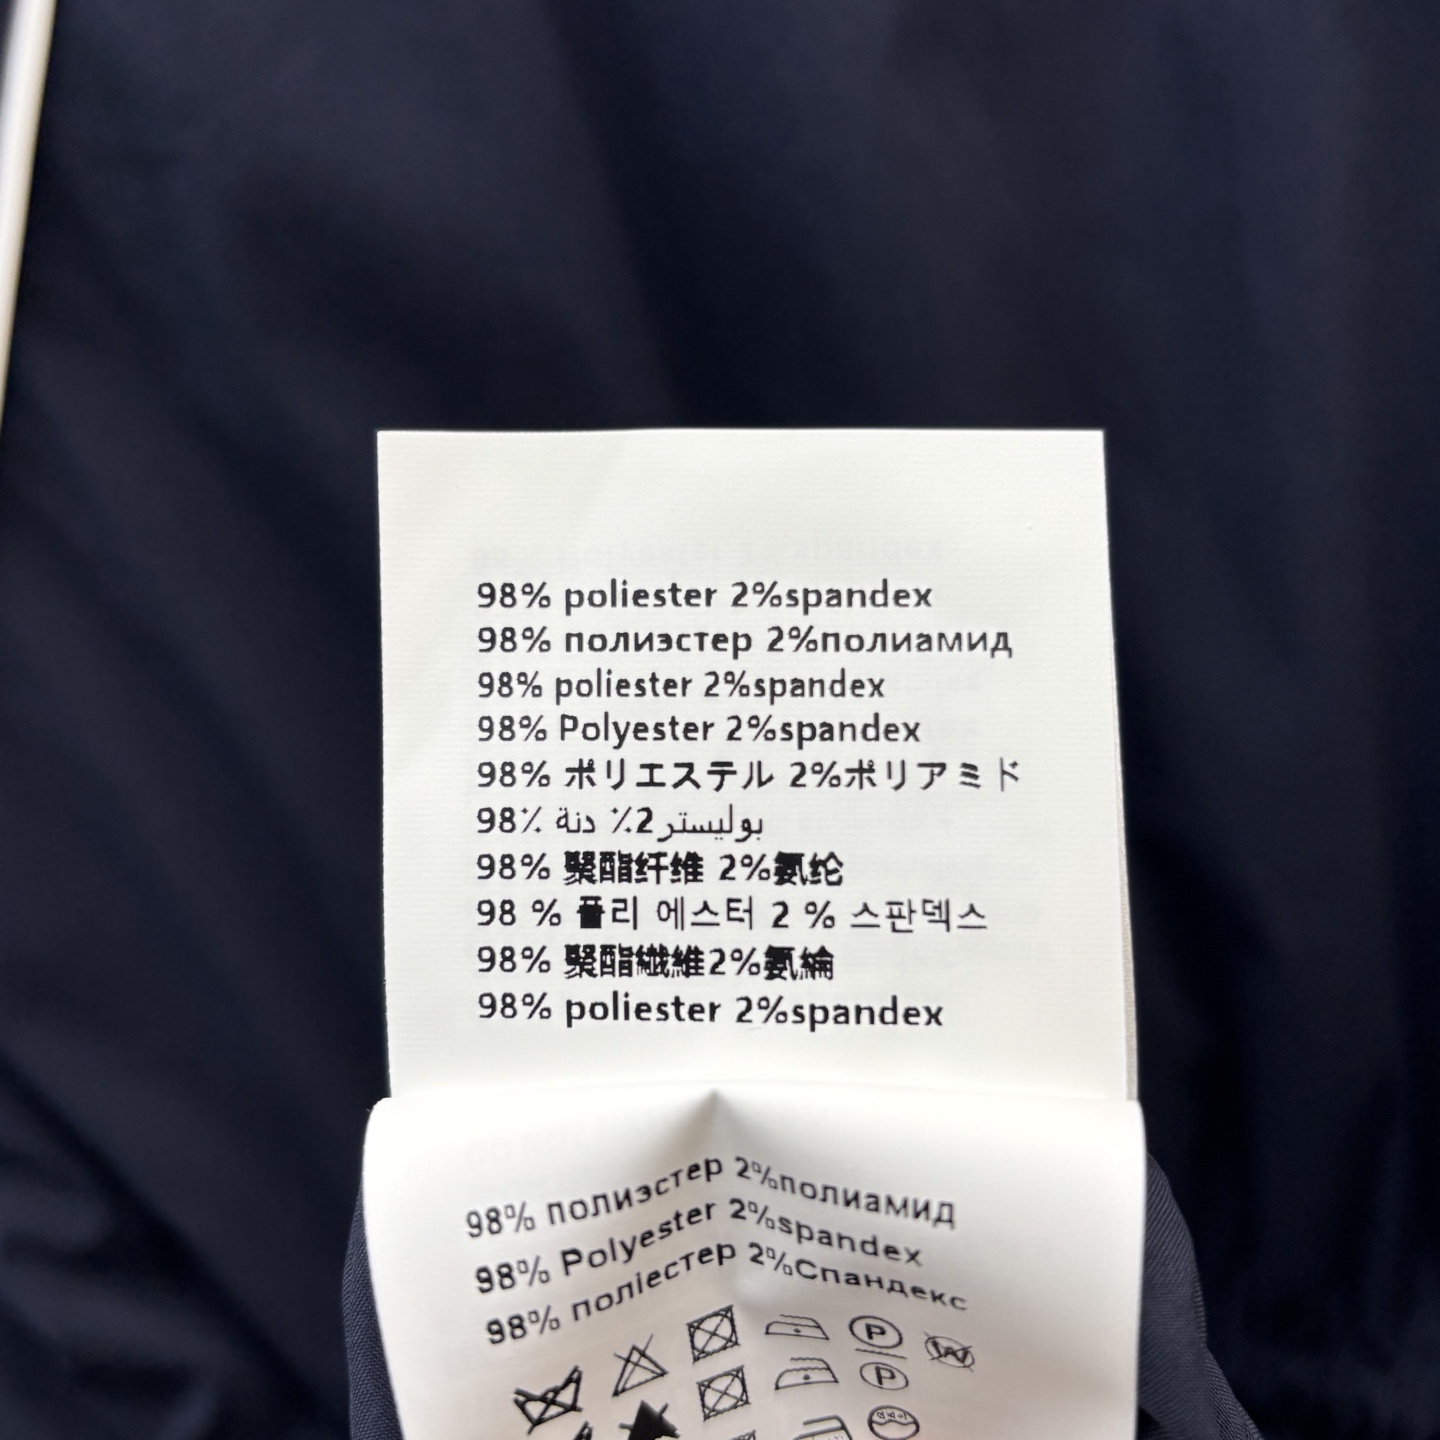 98% poliester 2%spandex
98% полиэстер 2%полиамид
98% poliester 2%spandex
98% Polyester 2%spandex
98% ポリエステル 2%ポリアミド
98٪ دنة ٪2بوليستر
98% 聚酯纤维 2%氨纶
98 % 폴리 에스터 2 % 스판덱스
98% 聚酯纖維2%氨綸
98% poliester 2%spandex
98% полиэстер 2%полиамид
98% Polyester 2%spandex
98% поліестер 2%Спандекс
P
W
P